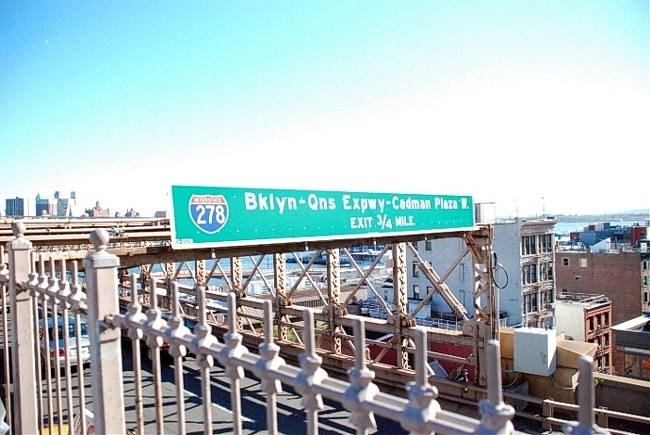 INTERSTATE
278
Bklyn-Qns Expwy-Cadman Plaza W.
EXIT 3/4 MILE